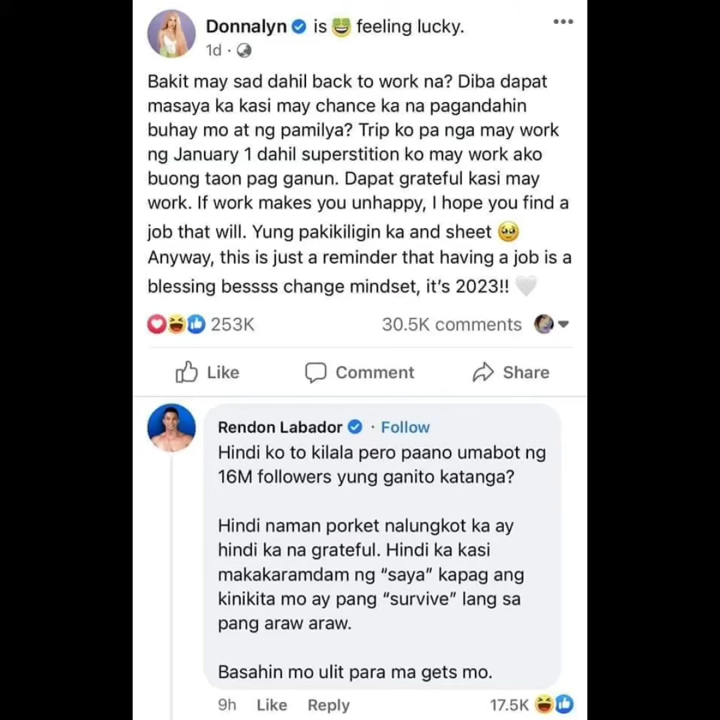 Donnalyn is feeling lucky.
1d ·
Bakit may sad dahil back to work na? Diba dapat
masaya ka kasi may chance ka na pagandahin
buhay mo at ng pamilya? Trip ko pa nga may work
ng January 1 dahil superstition ko may work ako
buong taon pag ganun. Dapat grateful kasi may
work. If work makes you unhappy, I hope you find a
job that will. Yung pakikiligin ka and sheet 🥹
Anyway, this is just a reminder that having a job is a
blessing bessss change mindset, it's 2023!! 🤍
253K 30.5K comments
Like Comment Share
Rendon Labador · Follow
Hindi ko to kilala pero paano umabot ng
16M followers yung ganito katanga?
Hindi naman porket nalungkot ka ay
hindi ka na grateful. Hindi ka kasi
makakaramdam ng “saya” kapag ang
kinikita mo ay pang “survive” lang sa
pang araw araw.
Basahin mo ulit para ma gets mo.
9h Like Reply 17.5K